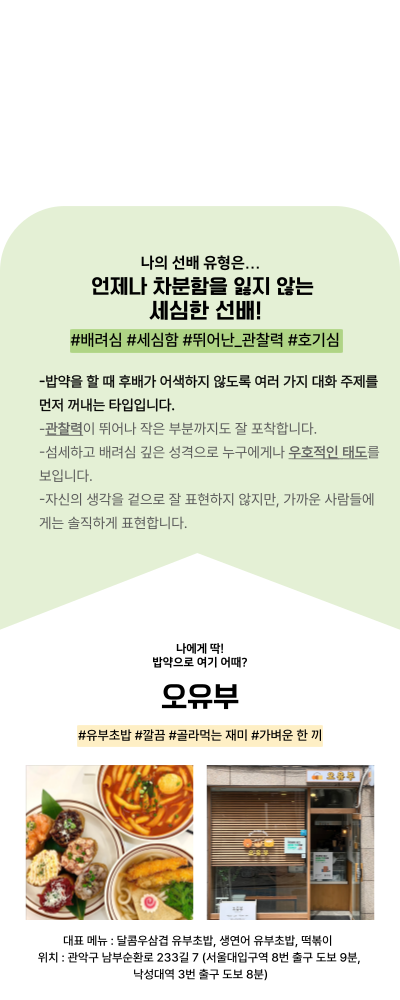 나의 선배 유형은...
언제나 차분함을 잃지 않는
세심한 선배!
#배려심 #세심함 #뛰어난_관찰력 #호기심
-밥약을 할 때 후배가 어색하지 않도록 여러 가지 대화 주제를
먼저 꺼내는 타입입니다.
-관찰력이 뛰어나 작은 부분까지도 잘 포착합니다.
-섬세하고 배려심 깊은 성격으로 누구에게나 우호적인 태도를
보입니다.
-자신의 생각을 겉으로 잘 표현하지 않지만, 가까운 사람들에
게는 솔직하게 표현합니다.
나에게 딱!
밥약으로 여기 어때?
오유부
#유부초밥 #깔끔 #골라먹는 재미 #가벼운 한 끼
오유부
대표 메뉴 : 달콤우삼겹 유부초밥, 생연어 유부초밥, 떡볶이
위치 : 관악구 남부순환로 233길 7 (서울대입구역 8번 출구 도보 9분,
낙성대역 3번 출구 도보 8분)